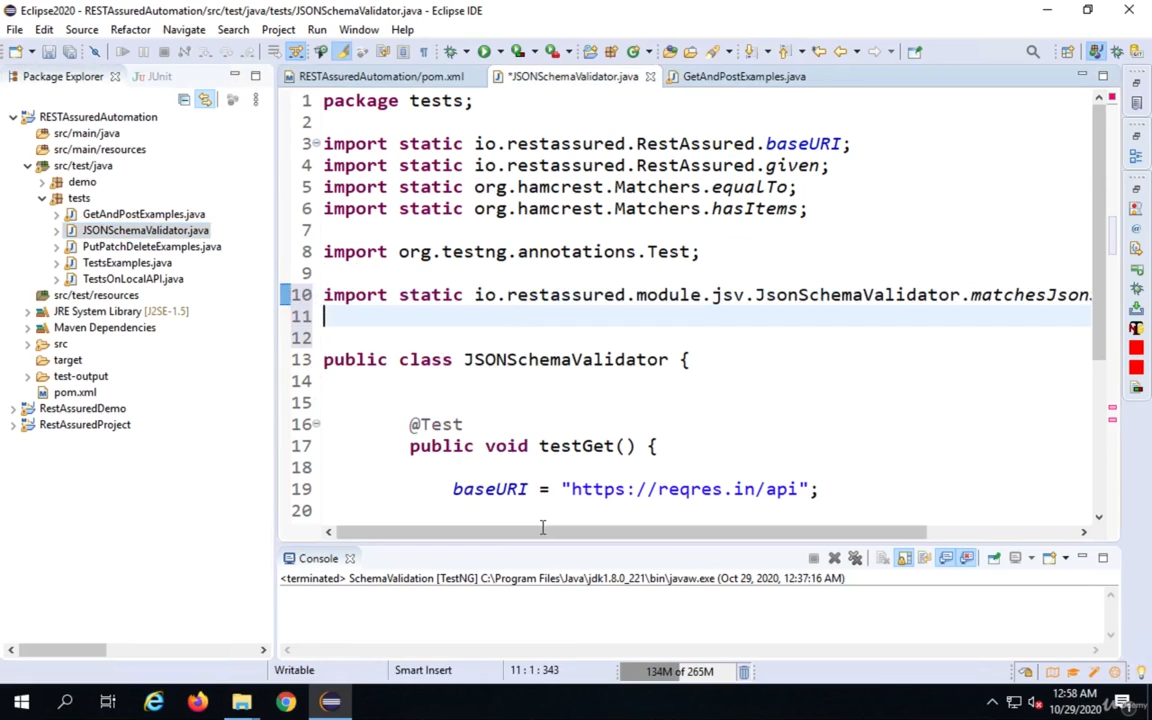 Eclipse2020 - RESTAssuredAutomation/src/test/java/tests/JSONSchemaValidator.java - Eclipse IDE
File Edit Source Refactor Navigate Search Project Run Window Help
Package Explorer JUnit
RESTAssuredAutomation
src/main/java
src/main/resources
src/test/java
demo
tests
GetAndPostExamples.java
JSONSchemaValidator.java
PutPatchDeleteExamples.java
TestsExamples.java
TestsOnLocalAPI.java
src/test/resources
JRE System Library [J2SE-1.5]
Maven Dependencies
src
target
test-output
pom.xml
RestAssuredDemo
RestAssuredProject
RESTAssuredAutomation/pom.xml *JSONSchemaValidator.java GetAndPostExamples.java
1 package tests;
2
3 import static io.restassured.RestAssured.baseURI;
4 import static io.restassured.RestAssured.given;
5 import static org.hamcrest.Matchers.equalTo;
6 import static org.hamcrest.Matchers.hasItems;
7
8 import org.testng.annotations.Test;
9
10 import static io.restassured.module.jsv.JsonSchemaValidator.matchesJson
11
12
13 public class JSONSchemaValidator {
14
15
16 @Test
17 public void testGet() {
18
19 baseURI = "https://reqres.in/api";
20
Console
<terminated> SchemaValidation [TestNG] C:\Program Files\Java\jdk1.8.0_221\bin\javaw.exe (Oct 29, 2020, 12:37:16 AM)
Writable Smart Insert 11 : 1 : 343 134M of 265M
12:58 AM
10/29/2020